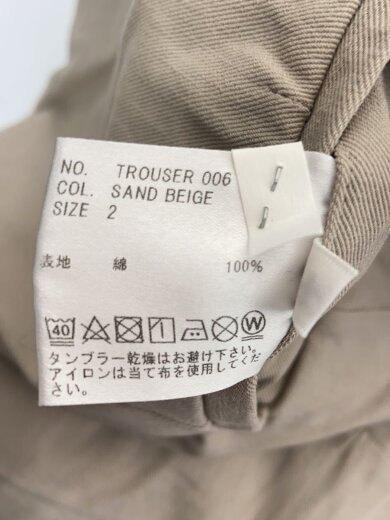 NO. TROUSER 006
COL. SAND BEIGE
SIZE 2
表地 綿 100%
40 W
タンブラー乾燥はお避け下さい。
アイロンは当て布を使用してくだ
さい。